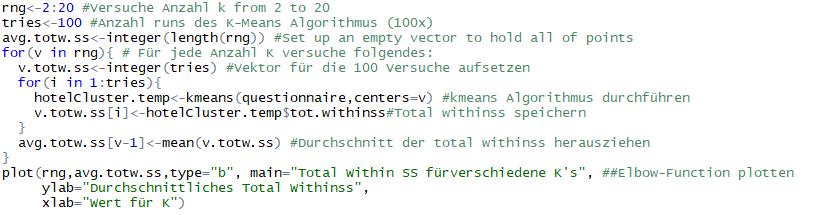 rng<-2:20 #Versuche Anzahl k from 2 to 20
tries<-100 #Anzahl runs des K-Means Algorithmus (100x)
avg.totw.ss<-integer(length(rng)) #Set up an empty vector to hold all of points
for(v in rng){ # Für jede Anzahl K versuche folgendes:
  v.totw.ss<-integer(tries) #Vektor für die 100 Versuche aufsetzen
  for(i in 1:tries){
    hotelCluster.temp<-kmeans(questionnaire,centers=v) #kmeans Algorithmus durchführen
    v.totw.ss[i]<-hotelCluster.temp$tot.withinss#Total withinss speichern
  }
  avg.totw.ss[v-1]<-mean(v.totw.ss) #Durchschnitt der total withinss herausziehen
}
plot(rng,avg.totw.ss,type="b", main="Total Within SS fürverschiedene K's", ##Elbow-Function plotten
     ylab="Durchschnittliches Total Withinss",
     xlab="Wert für K")